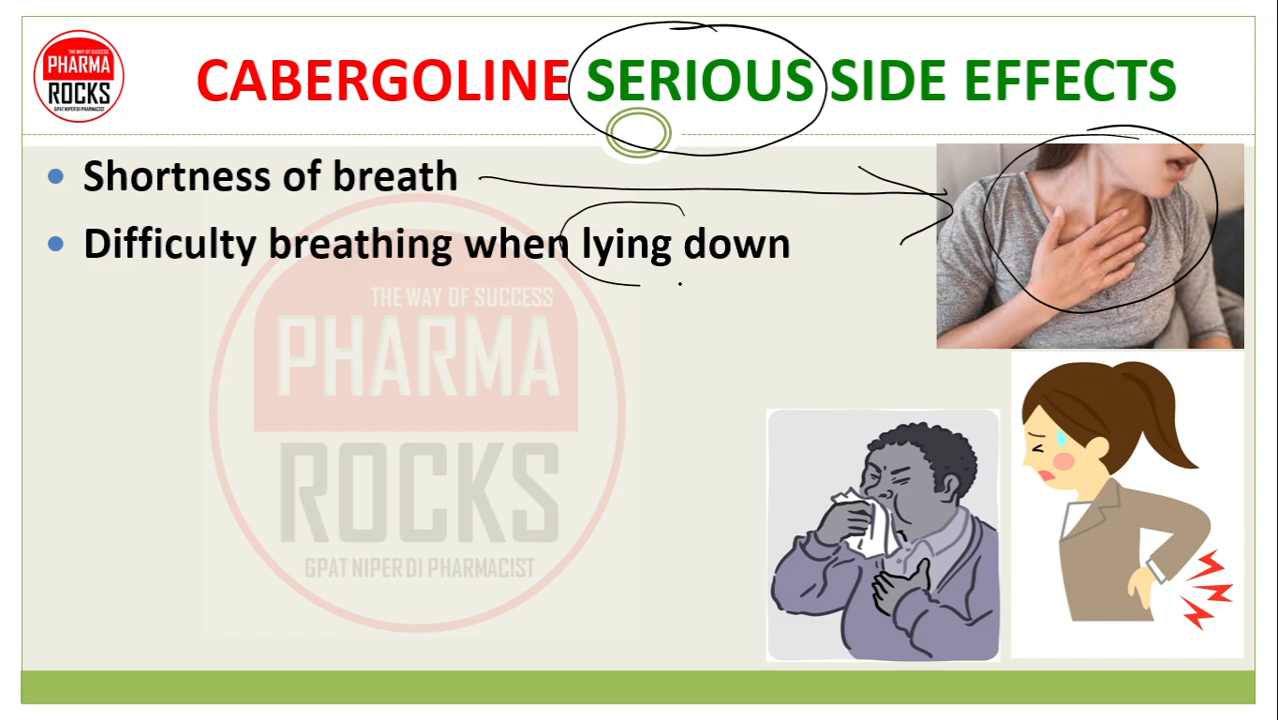 THE WAY OF SUCCESS
PHARMA
ROCKS
GPAT NIPER DI PHARMACIST
CABERGOLINE SERIOUS SIDE EFFECTS
Shortness of breath
Difficulty breathing when lying down
THE WAY OF SUCCESS
PHARMA
ROCKS
GPAT NIPER DI PHARMACIST